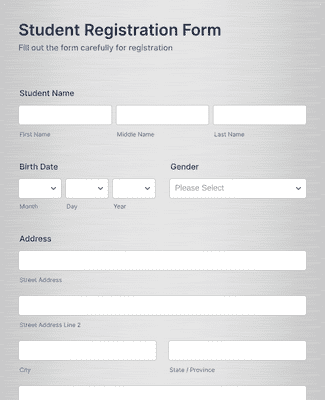 Student Registration Form
Fill out the form carefully for registration
Student Name
First Name Middle Name Last Name
Birth Date Gender
Please Select
Month Day Year
Address
Street Address
Street Address Line 2
City State / Province